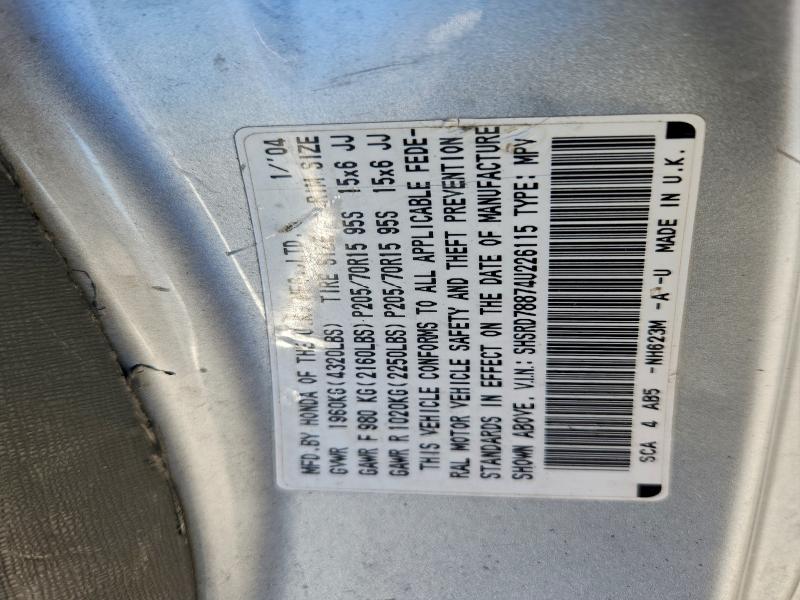 MFD.BY HONDA OF THE U.K. MFG.,LTD. 1/'04
GVWR 1960KG(4320LBS) TIRE SIZE RIM SIZE
GAWR F 980 KG(2160LBS)P205/70R15 95S 15x6 JJ
GAWR R 1020KG(2250LBS)P205/70R15 95S 15x6 JJ
THIS VEHICLE CONFORMS TO ALL APPLICABLE FEDE-
RAL MOTOR VEHICLE SAFETY AND THEFT PREVENTION
STANDARDS IN EFFECT ON THE DATE OF MANUFACTURE
SHOWN ABOVE. V.I.N: SHSRD78874U226115 TYPE: MPV
SCA 4 AB5 -NH623M -A -U MADE IN U.K.